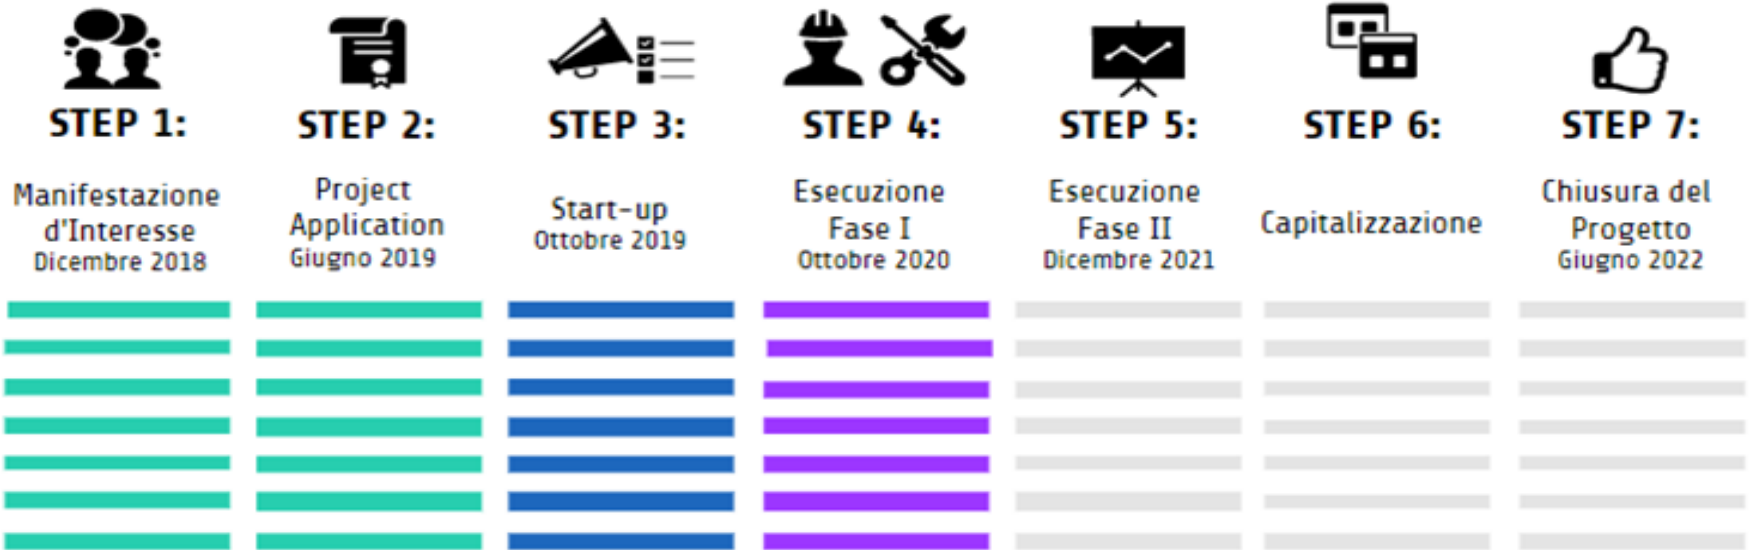 STEP 1:
Manifestazione
d'Interesse
Dicembre 2018
STEP 2:
Project
Application
Giugno 2019
STEP 3:
Start-up
Ottobre 2019
STEP 4:
Esecuzione
Fase I
Ottobre 2020
STEP 5:
Esecuzione
Fase II
Dicembre 2021
STEP 6:
Capitalizzazione
STEP 7:
Chiusura del
Progetto
Giugno 2022